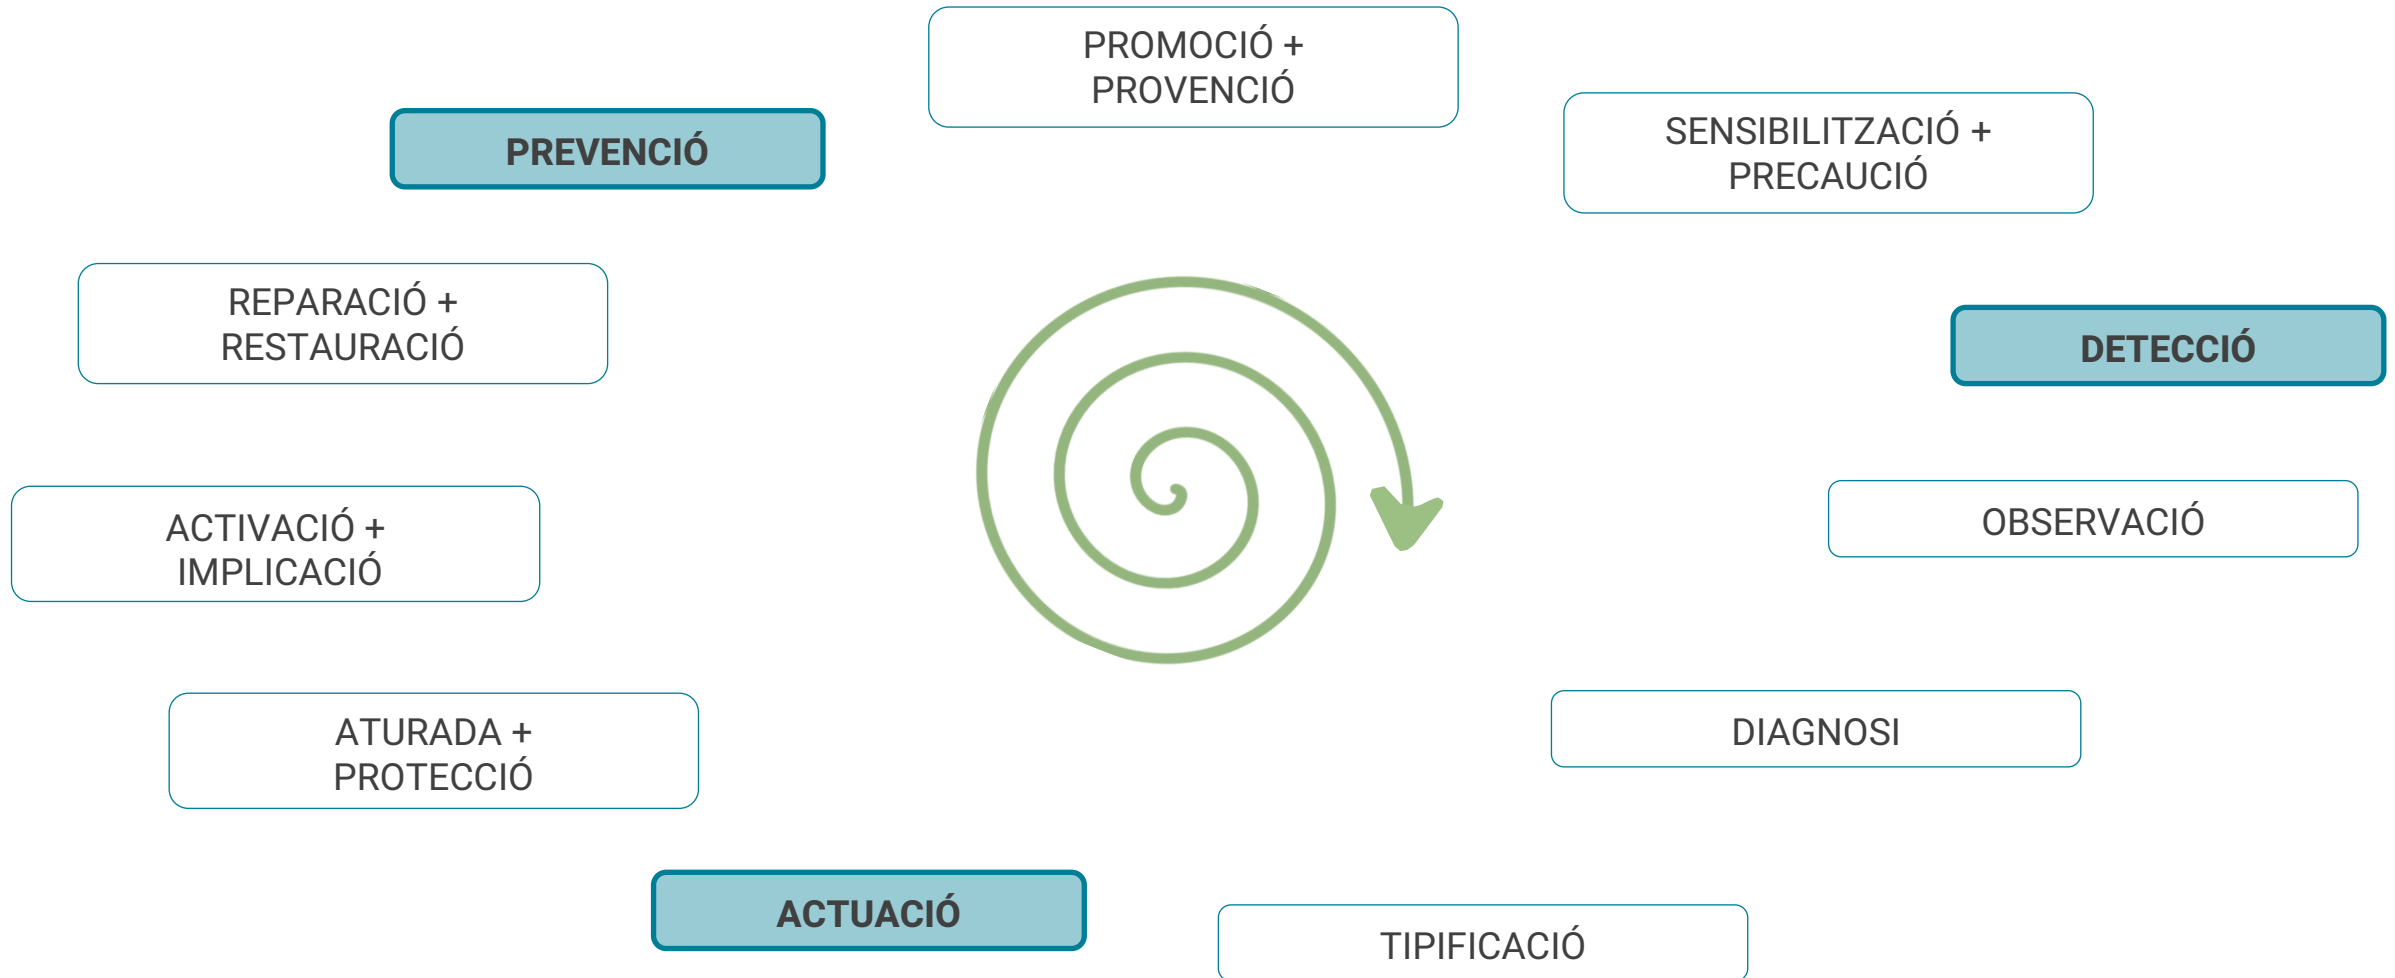 PROMOCIÓ +
PROVENCIÓ
PREVENCIÓ
SENSIBILITZACIÓ +
PRECAUCIÓ
REPARACIÓ +
RESTAURACIÓ
DETECCIÓ
ACTIVACIÓ +
IMPLICACIÓ
OBSERVACIÓ
ATURADA +
PROTECCIÓ
DIAGNOSI
ACTUACIÓ
TIPIFICACIÓ